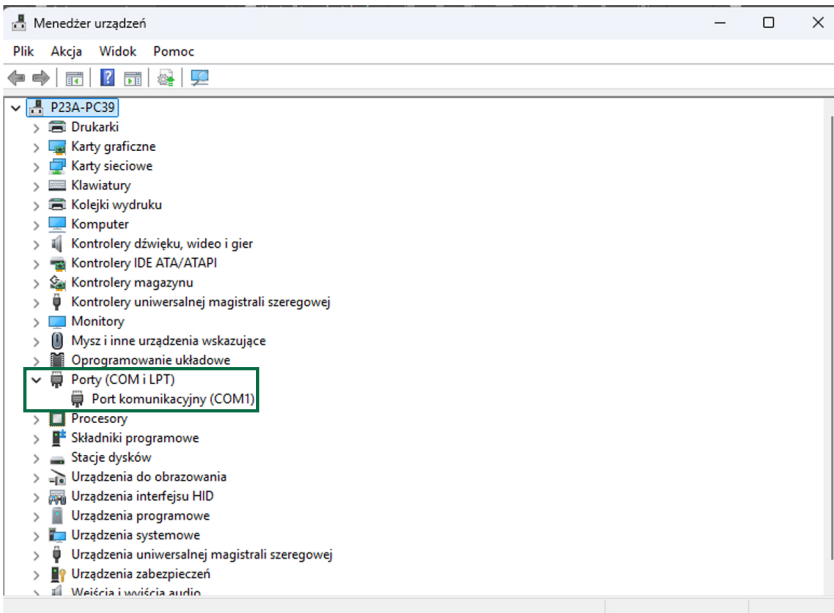 Menedżer urządzeń
Plik Akcja Widok Pomoc
P23A-PC39
Drukarki
Karty graficzne
Karty sieciowe
Klawiatury
Kolejki wydruku
Komputer
Kontrolery dźwięku, wideo i gier
Kontrolery IDE ATA/ATAPI
Kontrolery magazynu
Kontrolery uniwersalnej magistrali szeregowej
Monitory
Mysz i inne urządzenia wskazujące
Oprogramowanie układowe
Porty (COM i LPT)
Port komunikacyjny (COM1)
Procesory
Składniki programowe
Stacje dysków
Urządzenia do obrazowania
Urządzenia interfejsu HID
Urządzenia programowe
Urządzenia systemowe
Urządzenia uniwersalnej magistrali szeregowej
Urządzenia zabezpieczeń
Wejścia i wyjścia audio